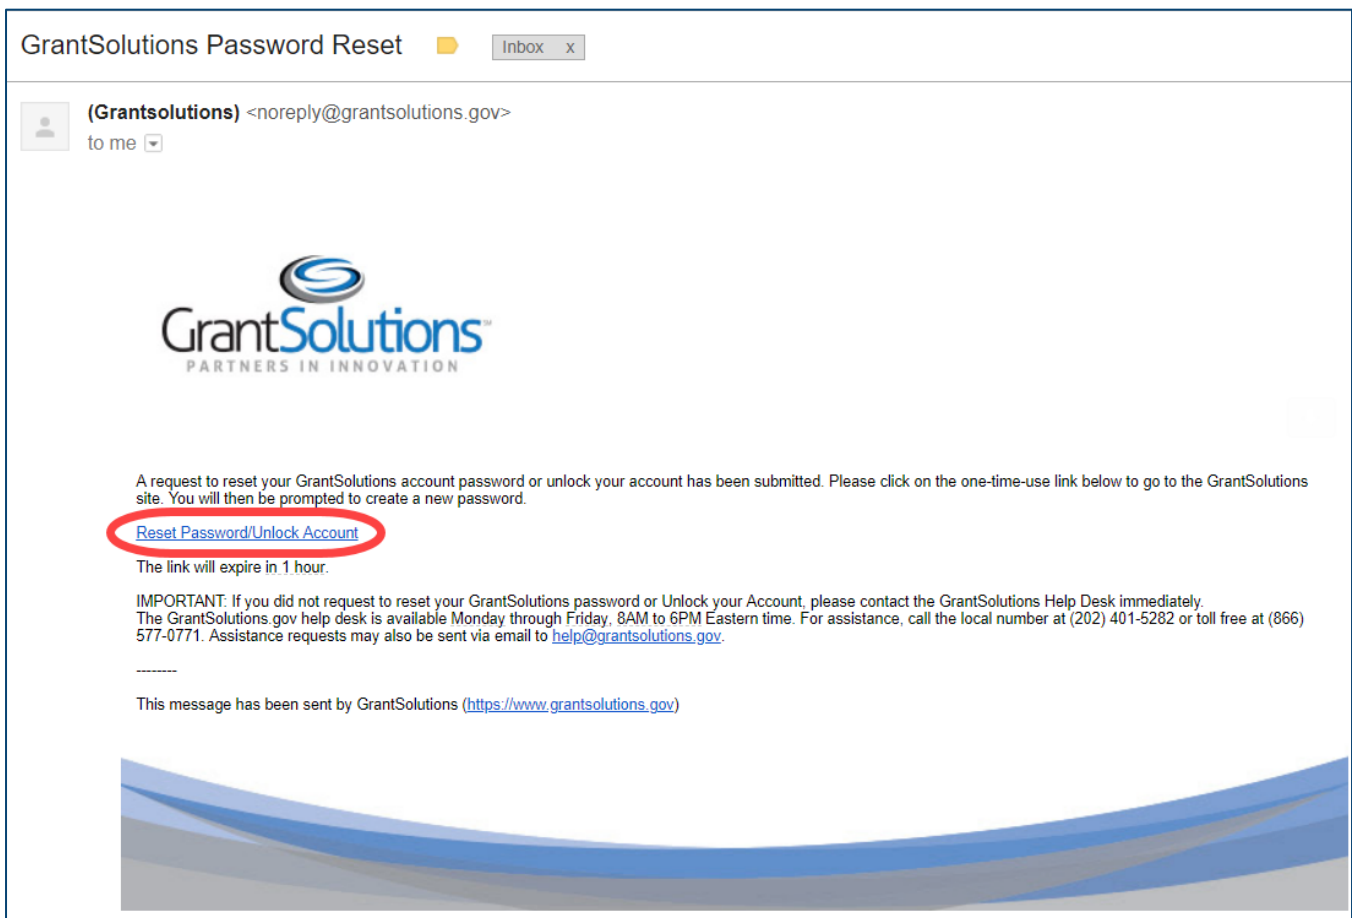 GrantSolutions Password Reset
Inbox x
(Grantsolutions) <noreply@grantsolutions.gov>
to me
GrantSolutions™
PARTNERS IN INNOVATION
A request to reset your GrantSolutions account password or unlock your account has been submitted. Please click on the one-time-use link below to go to the GrantSolutions
site. You will then be prompted to create a new password.
Reset Password/Unlock Account
The link will expire in 1 hour.
IMPORTANT: If you did not request to reset your GrantSolutions password or Unlock your Account, please contact the GrantSolutions Help Desk immediately.
The GrantSolutions.gov help desk is available Monday through Friday, 8AM to 6PM Eastern time. For assistance, call the local number at (202) 401-5282 or toll free at (866)
577-0771. Assistance requests may also be sent via email to help@grantsolutions.gov.
--------
This message has been sent by GrantSolutions (https://www.grantsolutions.gov)